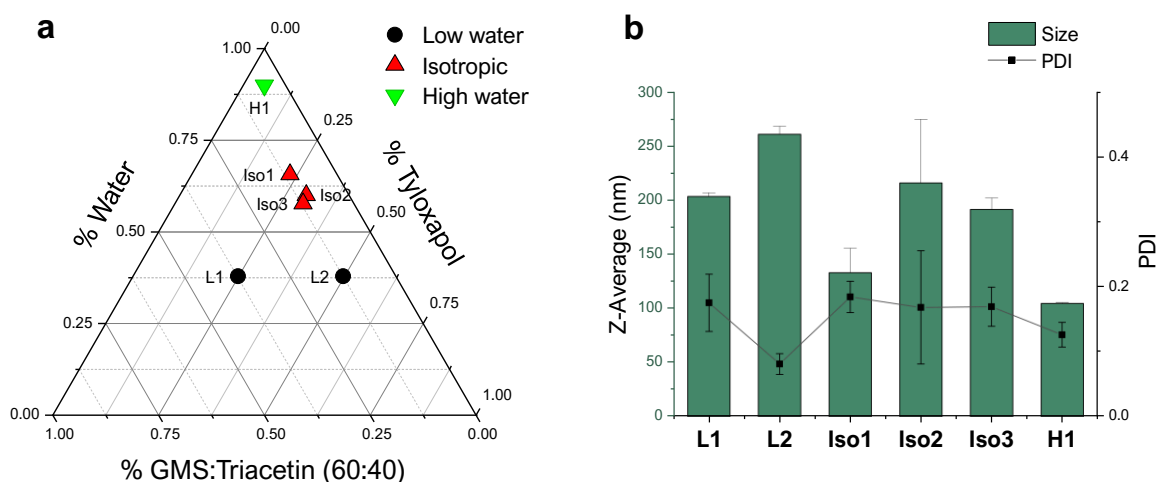 a
Low water
Isotropic
High water
0.00
1.00
H1
0.25
0.75
% Water
% Tyloxapol
Iso1
Iso2
Iso3
0.50
0.50
L1
L2
0.75
0.25
1.00
0.00
1.00
0.75
0.50
0.25
0.00
% GMS:Triacetin (60:40)
b
Size
PDI
300
250
200
150
100
50
0
Z-Average (nm)
0.4
0.2
0.0
PDI
L1 L2 Iso1 Iso2 Iso3 H1